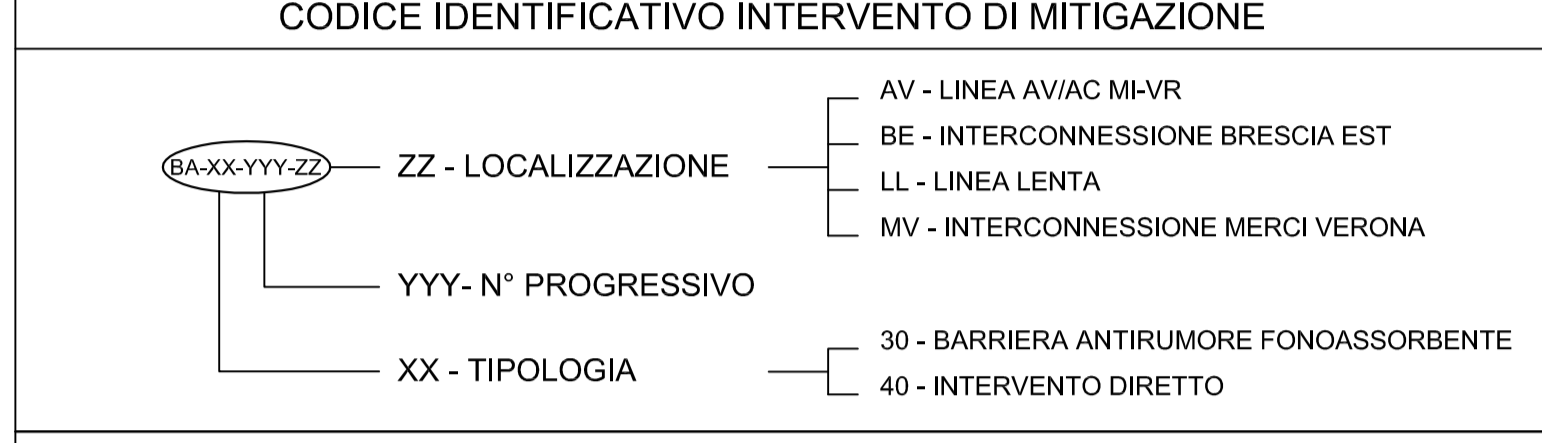 CODICE IDENTIFICATIVO INTERVENTO DI MITIGAZIONE
BA-XX-YYY-ZZ
ZZ - LOCALIZZAZIONE
AV - LINEA AV/AC MI-VR
BE - INTERCONNESSIONE BRESCIA EST
LL - LINEA LENTA
MV - INTERCONNESSIONE MERCI VERONA
YYY- N° PROGRESSIVO
XX - TIPOLOGIA
30 - BARRIERA ANTIRUMORE FONOASSORBENTE
40 - INTERVENTO DIRETTO